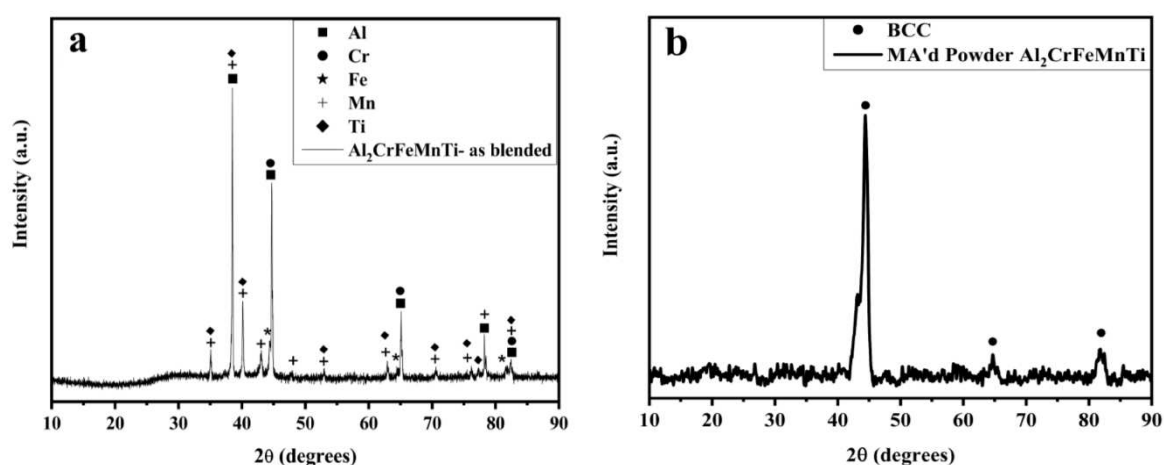 a
Al
Cr
Fe
Mn
Ti
Al₂CrFeMnTi- as blended
Intensity (a.u.)
10 20 30 40 50 60 70 80 90
2θ (degrees)
b
BCC
MA'd Powder Al₂CrFeMnTi
Intensity (a.u.)
10 20 30 40 50 60 70 80 90
2θ (degrees)